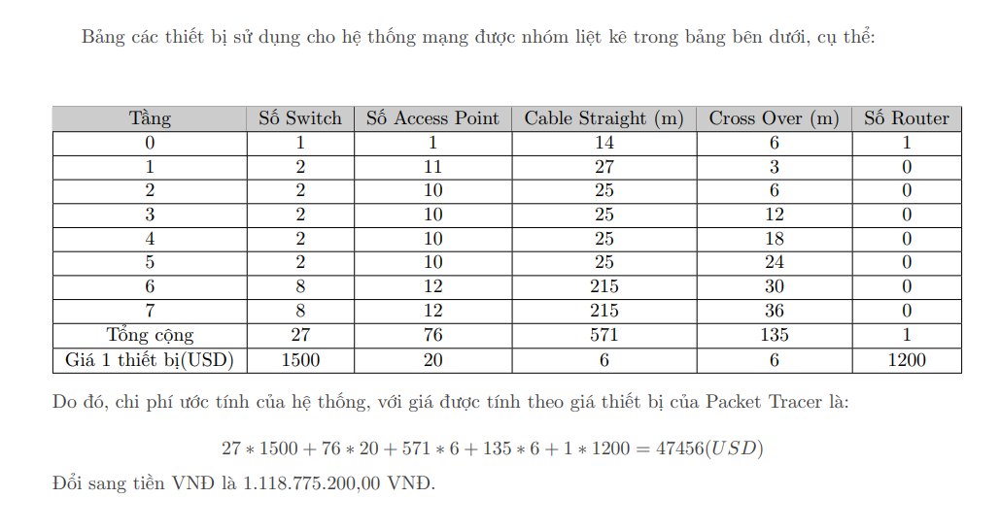 Bảng các thiết bị sử dụng cho hệ thống mạng được nhóm liệt kê trong bảng bên dưới, cụ thể:
Tầng Số Switch Số Access Point Cable Straight (m) Cross Over (m) Số Router
0 1 1 14 6 1
1 2 11 27 3 0
2 2 10 25 6 0
3 2 10 25 12 0
4 2 10 25 18 0
5 2 10 25 24 0
6 8 12 215 30 0
7 8 12 215 36 0
Tổng cộng 27 76 571 135 1
Giá 1 thiết bị(USD) 1500 20 6 6 1200
Do đó, chi phí ước tính của hệ thống, với giá được tính theo giá thiết bị của Packet Tracer là:
27 ∗ 1500 + 76 ∗ 20 + 571 ∗ 6 + 135 ∗ 6 + 1 ∗ 1200 = 47456(USD)
Đổi sang tiền VNĐ là 1.118.775.200,00 VNĐ.